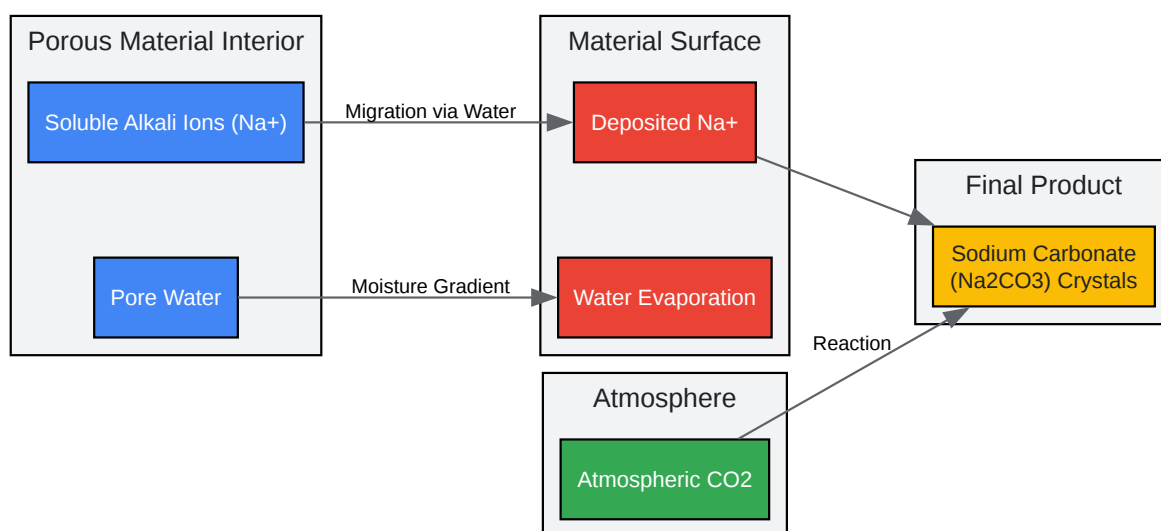 Porous Material Interior
Soluble Alkali Ions (Na+)
Pore Water
Migration via Water
Moisture Gradient
Material Surface
Deposited Na+
Water Evaporation
Atmosphere
Atmospheric CO2
Reaction
Final Product
Sodium Carbonate
(Na2CO3) Crystals